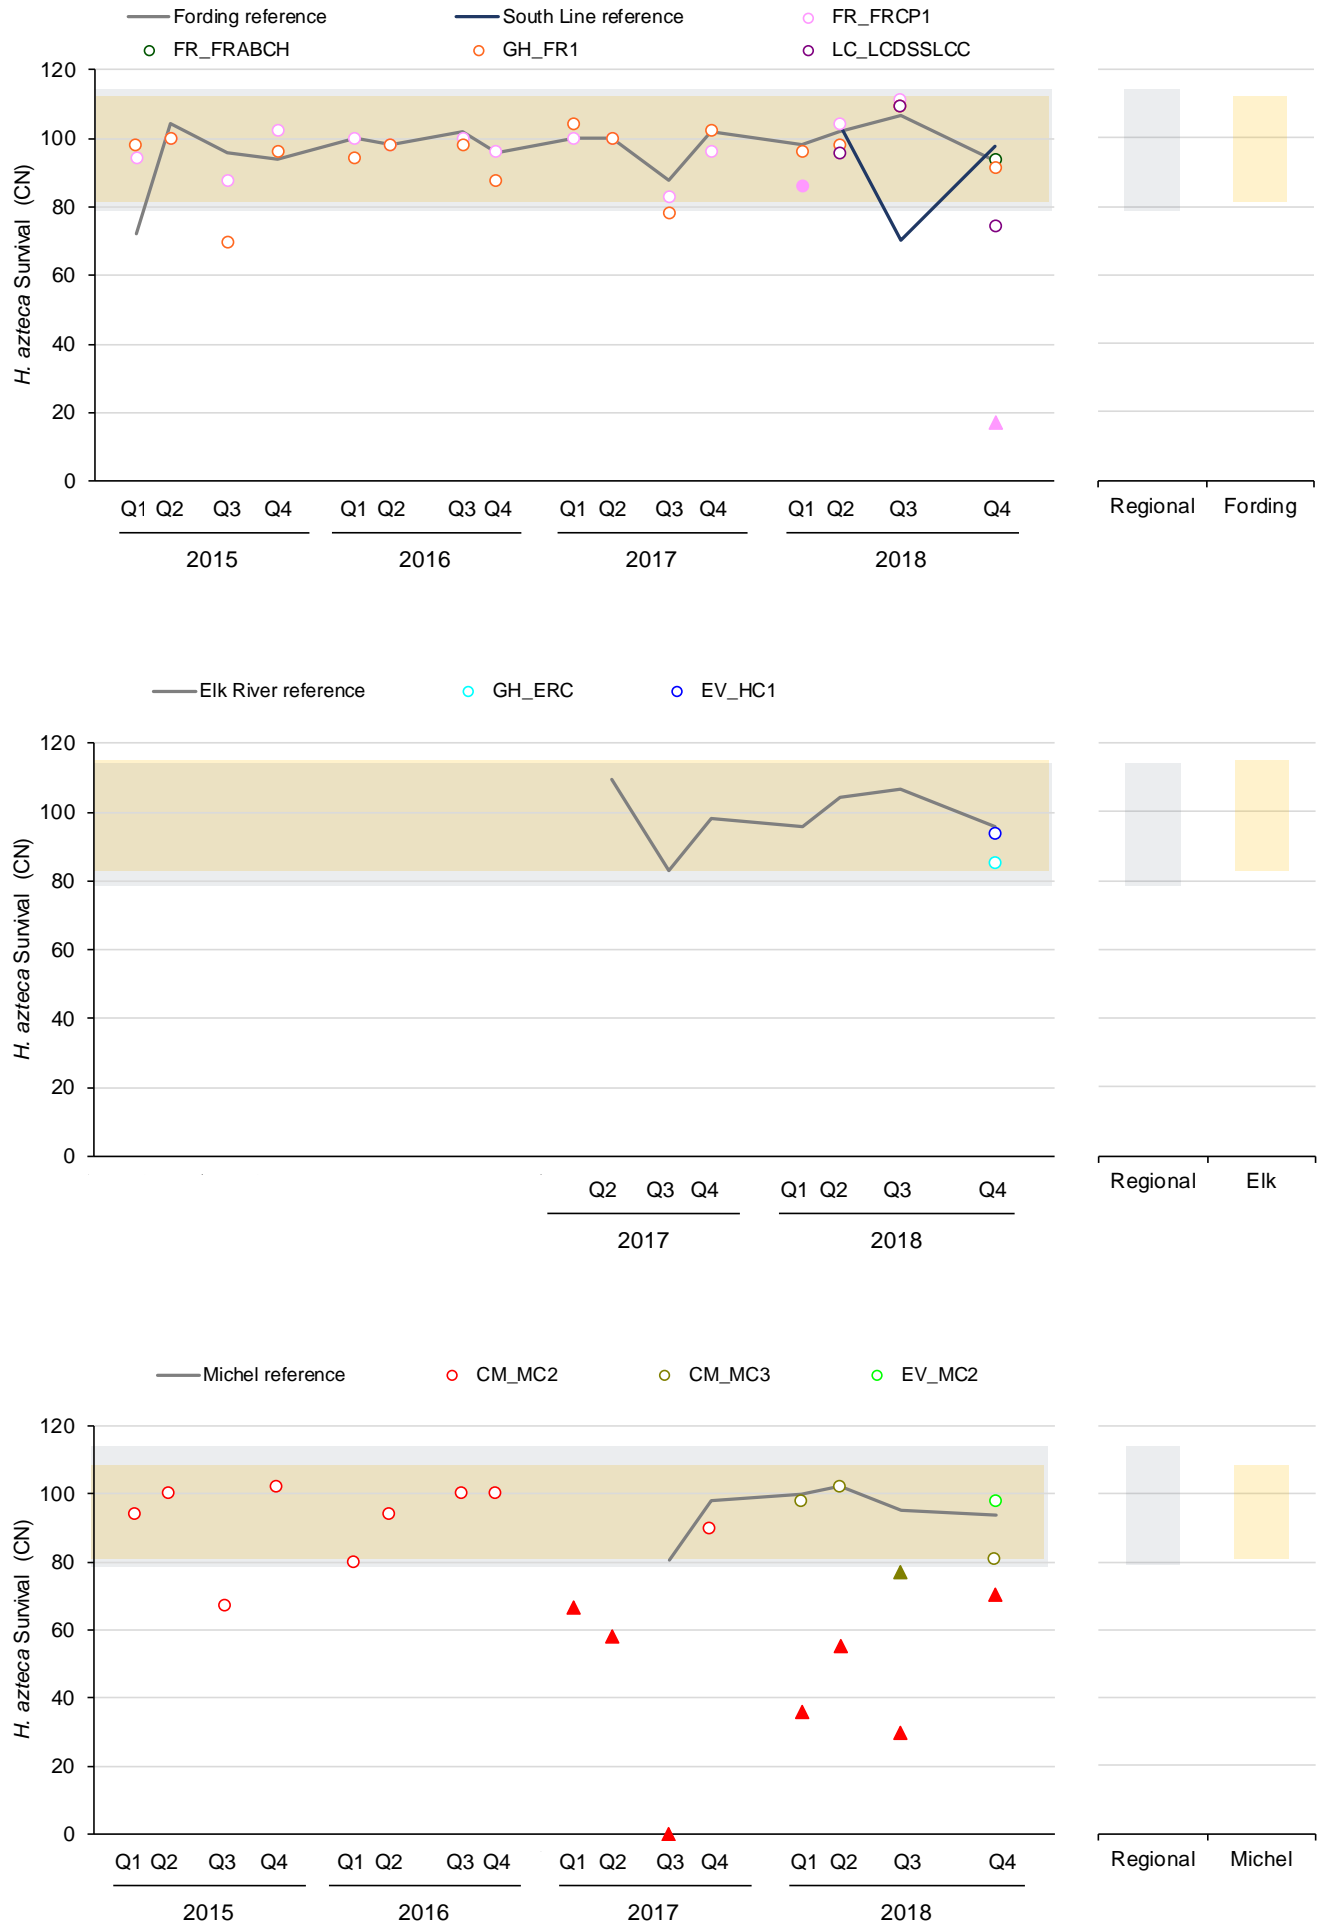 Fording reference South Line reference FR_FRCP1
FR_FRABCH GH_FR1 LC_LCDSSLCC
H. azteca Survival (CN)
120
100
80
60
40
20
0
Q1 Q2 Q3 Q4 Q1 Q2 Q3 Q4 Q1 Q2 Q3 Q4 Q1 Q2 Q3 Q4
2015 2016 2017 2018
Regional Fording
Elk River reference GH_ERC EV_HC1
H. azteca Survival (CN)
120
100
80
60
40
20
0
Q2 Q3 Q4 Q1 Q2 Q3 Q4
2017 2018
Regional Elk
Michel reference CM_MC2 CM_MC3 EV_MC2
H. azteca Survival (CN)
120
100
80
60
40
20
0
Q1 Q2 Q3 Q4 Q1 Q2 Q3 Q4 Q1 Q2 Q3 Q4 Q1 Q2 Q3 Q4
2015 2016 2017 2018
Regional Michel